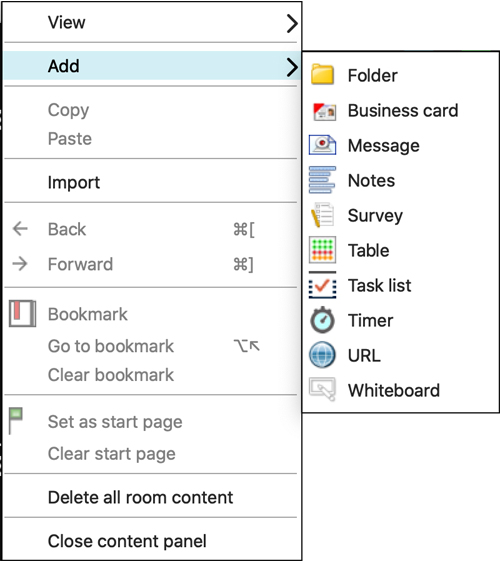 View
Add
Copy
Paste
Import
Back ⌘[
Forward ⌘]
Bookmark
Go to bookmark ⌥↖
Clear bookmark
Set as start page
Clear start page
Delete all room content
Close content panel
Folder
Business card
Message
Notes
Survey
Table
Task list
Timer
URL
Whiteboard